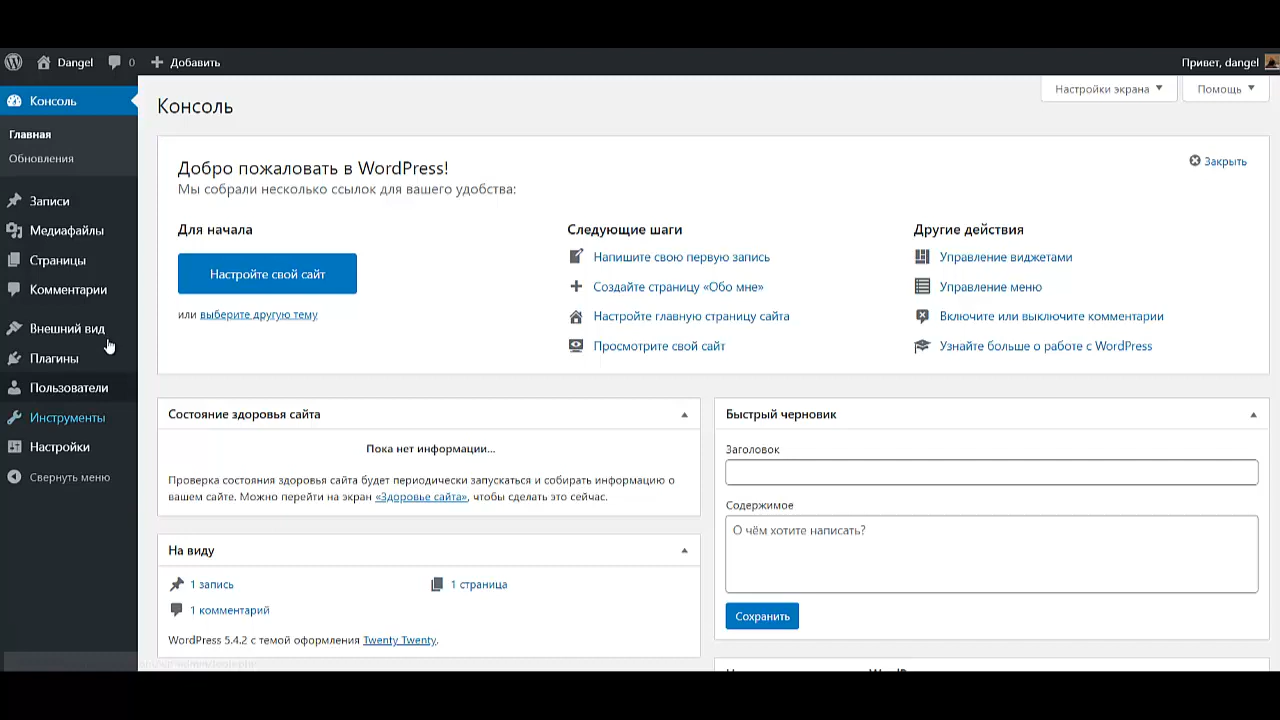 Dangel 0 Добавить Привет, dangel
Консоль
Главная
Обновления
Записи
Медиафайлы
Страницы
Комментарии
Внешний вид
Плагины
Пользователи
Инструменты
Настройки
Свернуть меню
Настройки экрана Помощь
Консоль
Добро пожаловать в WordPress!
Закрыть
Мы собрали несколько ссылок для вашего удобства:
Для начала
Настройте свой сайт
или выберите другую тему
Следующие шаги
Напишите свою первую запись
Создайте страницу «Обо мне»
Настройте главную страницу сайта
Просмотрите свой сайт
Другие действия
Управление виджетами
Управление меню
Включите или выключите комментарии
Узнайте больше о работе с WordPress
Состояние здоровья сайта
Пока нет информации...
Проверка состояния здоровья сайта будет периодически запускаться и собирать информацию о
вашем сайте. Можно перейти на экран «Здоровье сайта», чтобы сделать это сейчас.
На виду
1 запись 1 страница
1 комментарий
WordPress 5.4.2 с темой оформления Twenty Twenty.
Быстрый черновик
Заголовок
Содержимое
О чём хотите написать?
Сохранить